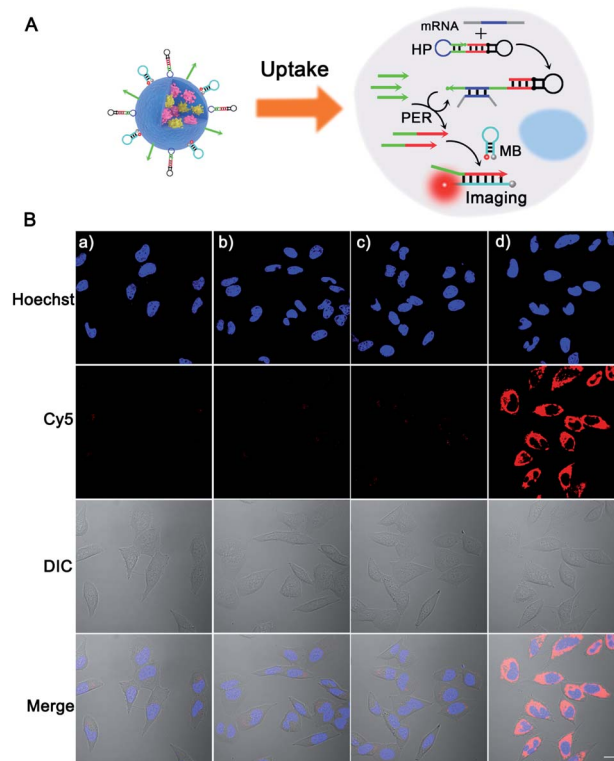 A
Uptake
mRNA
+
HP
PER
MB
Imaging
B
a)
b)
c)
d)
Hoechst
Cy5
DIC
Merge